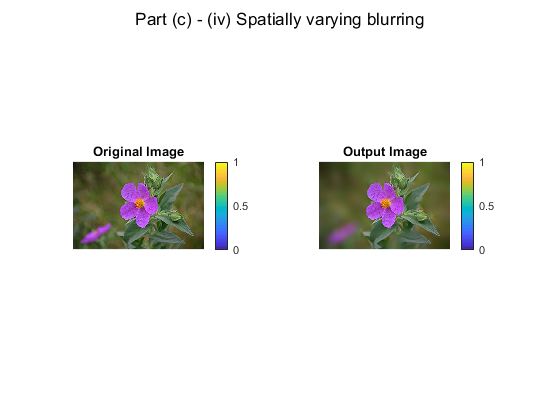 Part (c) - (iv) Spatially varying blurring
Original Image
1
0.5
0
Output Image
1
0.5
0